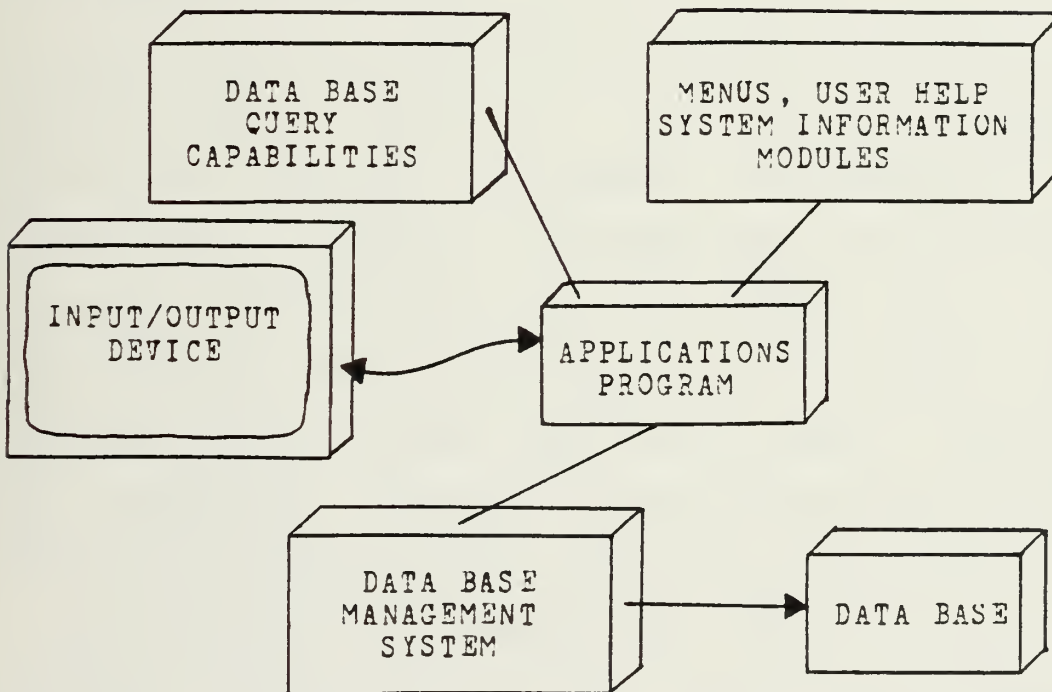 DATA BASE
QUERY
CAPABILITIES
MENUS, USER HELP
SYSTEM INFORMATION
MODULES
INPUT/OUTPUT
DEVICE
APPLICATIONS
PROGRAM
DATA BASE
MANAGEMENT
SYSTEM
DATA BASE